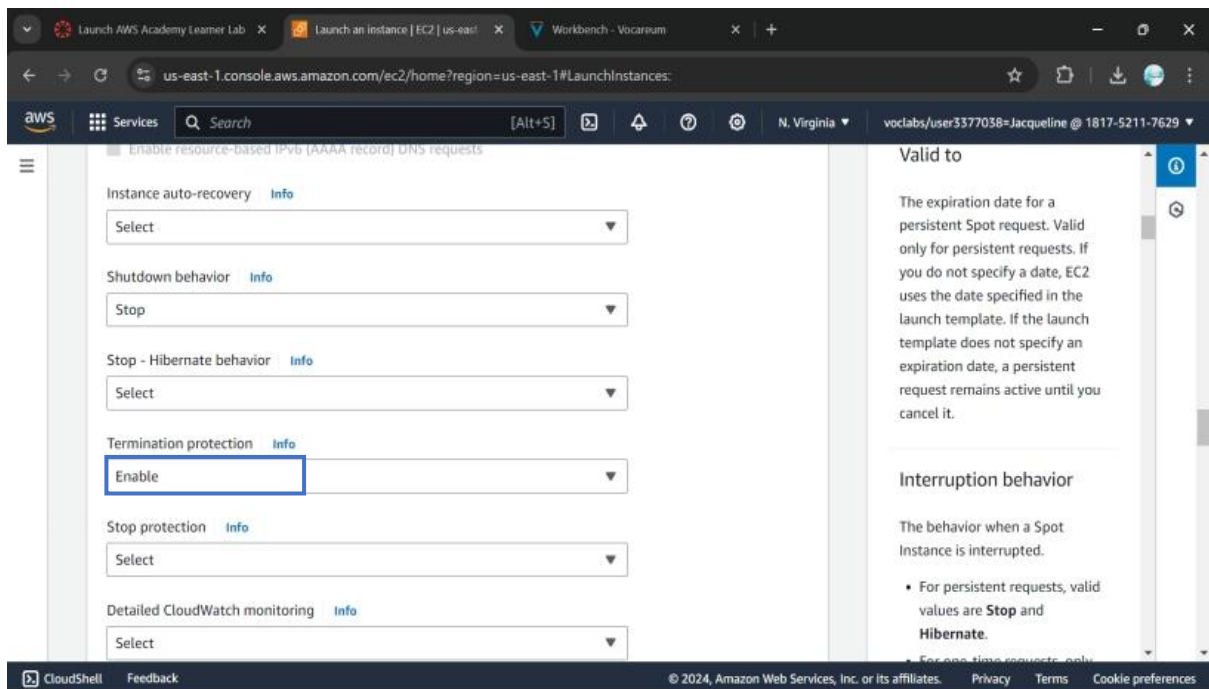 Launch AWS Academy Learner Lab
Launch an instance | EC2 | us-east
Workbench - Vocareum
us-east-1.console.aws.amazon.com/ec2/home?region=us-east-1#LaunchInstances:
aws
Services
Search
[Alt+S]
N. Virginia
voclabs/user3377038=Jacqueline @ 1817-5211-7629
Enable resource-based IPv6 (AAAA record) DNS requests
Instance auto-recovery Info
Select
Shutdown behavior Info
Stop
Stop - Hibernate behavior Info
Select
Termination protection Info
Enable
Stop protection Info
Select
Detailed CloudWatch monitoring Info
Select
Valid to
The expiration date for a
persistent Spot request. Valid
only for persistent requests. If
you do not specify a date, EC2
uses the date specified in the
launch template. If the launch
template does not specify an
expiration date, a persistent
request remains active until you
cancel it.
Interruption behavior
The behavior when a Spot
Instance is interrupted.
• For persistent requests, valid
values are Stop and
Hibernate.
• For one-time requests, only
CloudShell
Feedback
© 2024, Amazon Web Services, Inc. or its affiliates.
Privacy
Terms
Cookie preferences